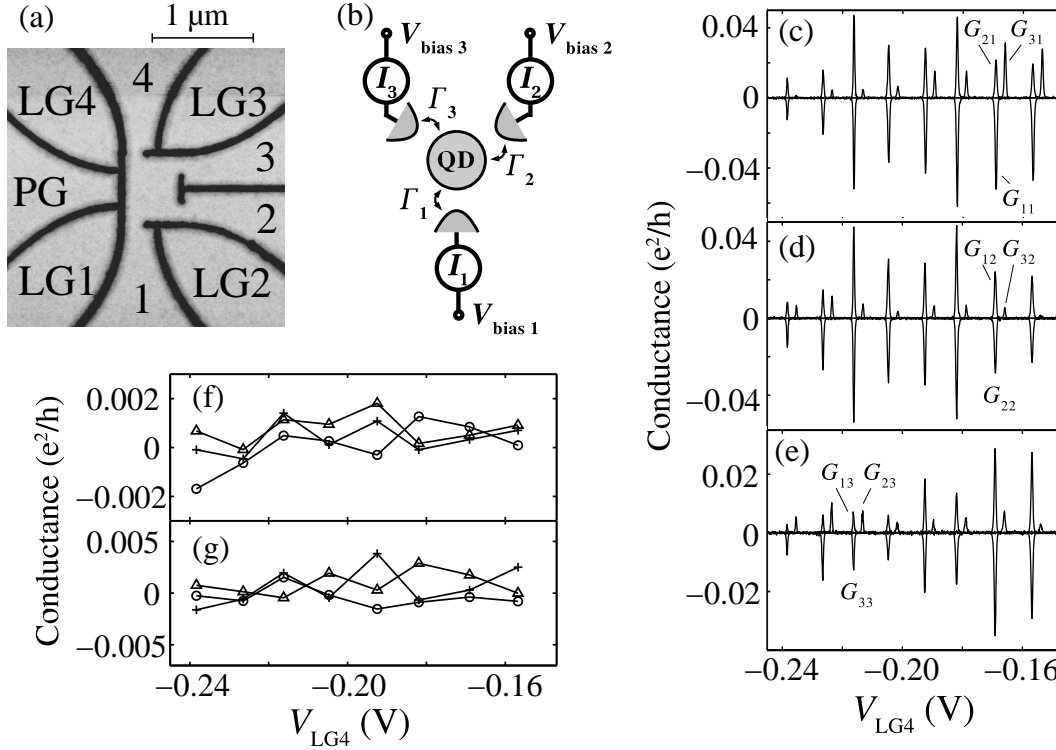 (a)
1 μm
4
LG4
LG3
3
PG
2
LG1
LG2
1
(b)
V bias 3
V bias 2
I3
I2
Γ3
QD
Γ2
Γ1
I1
V bias 1
(c)
0.04
0
−0.04
G21
G31
G11
(d)
0.04
0
−0.04
G12
G32
G22
Conductance (e²/h)
(e)
0.02
0
−0.02
G13
G23
G33
−0.24
−0.20
−0.16
VLG4 (V)
(f)
0.002
0
−0.002
(g)
0.005
0
−0.005
Conductance (e²/h)
−0.24
−0.20
−0.16
VLG4 (V)